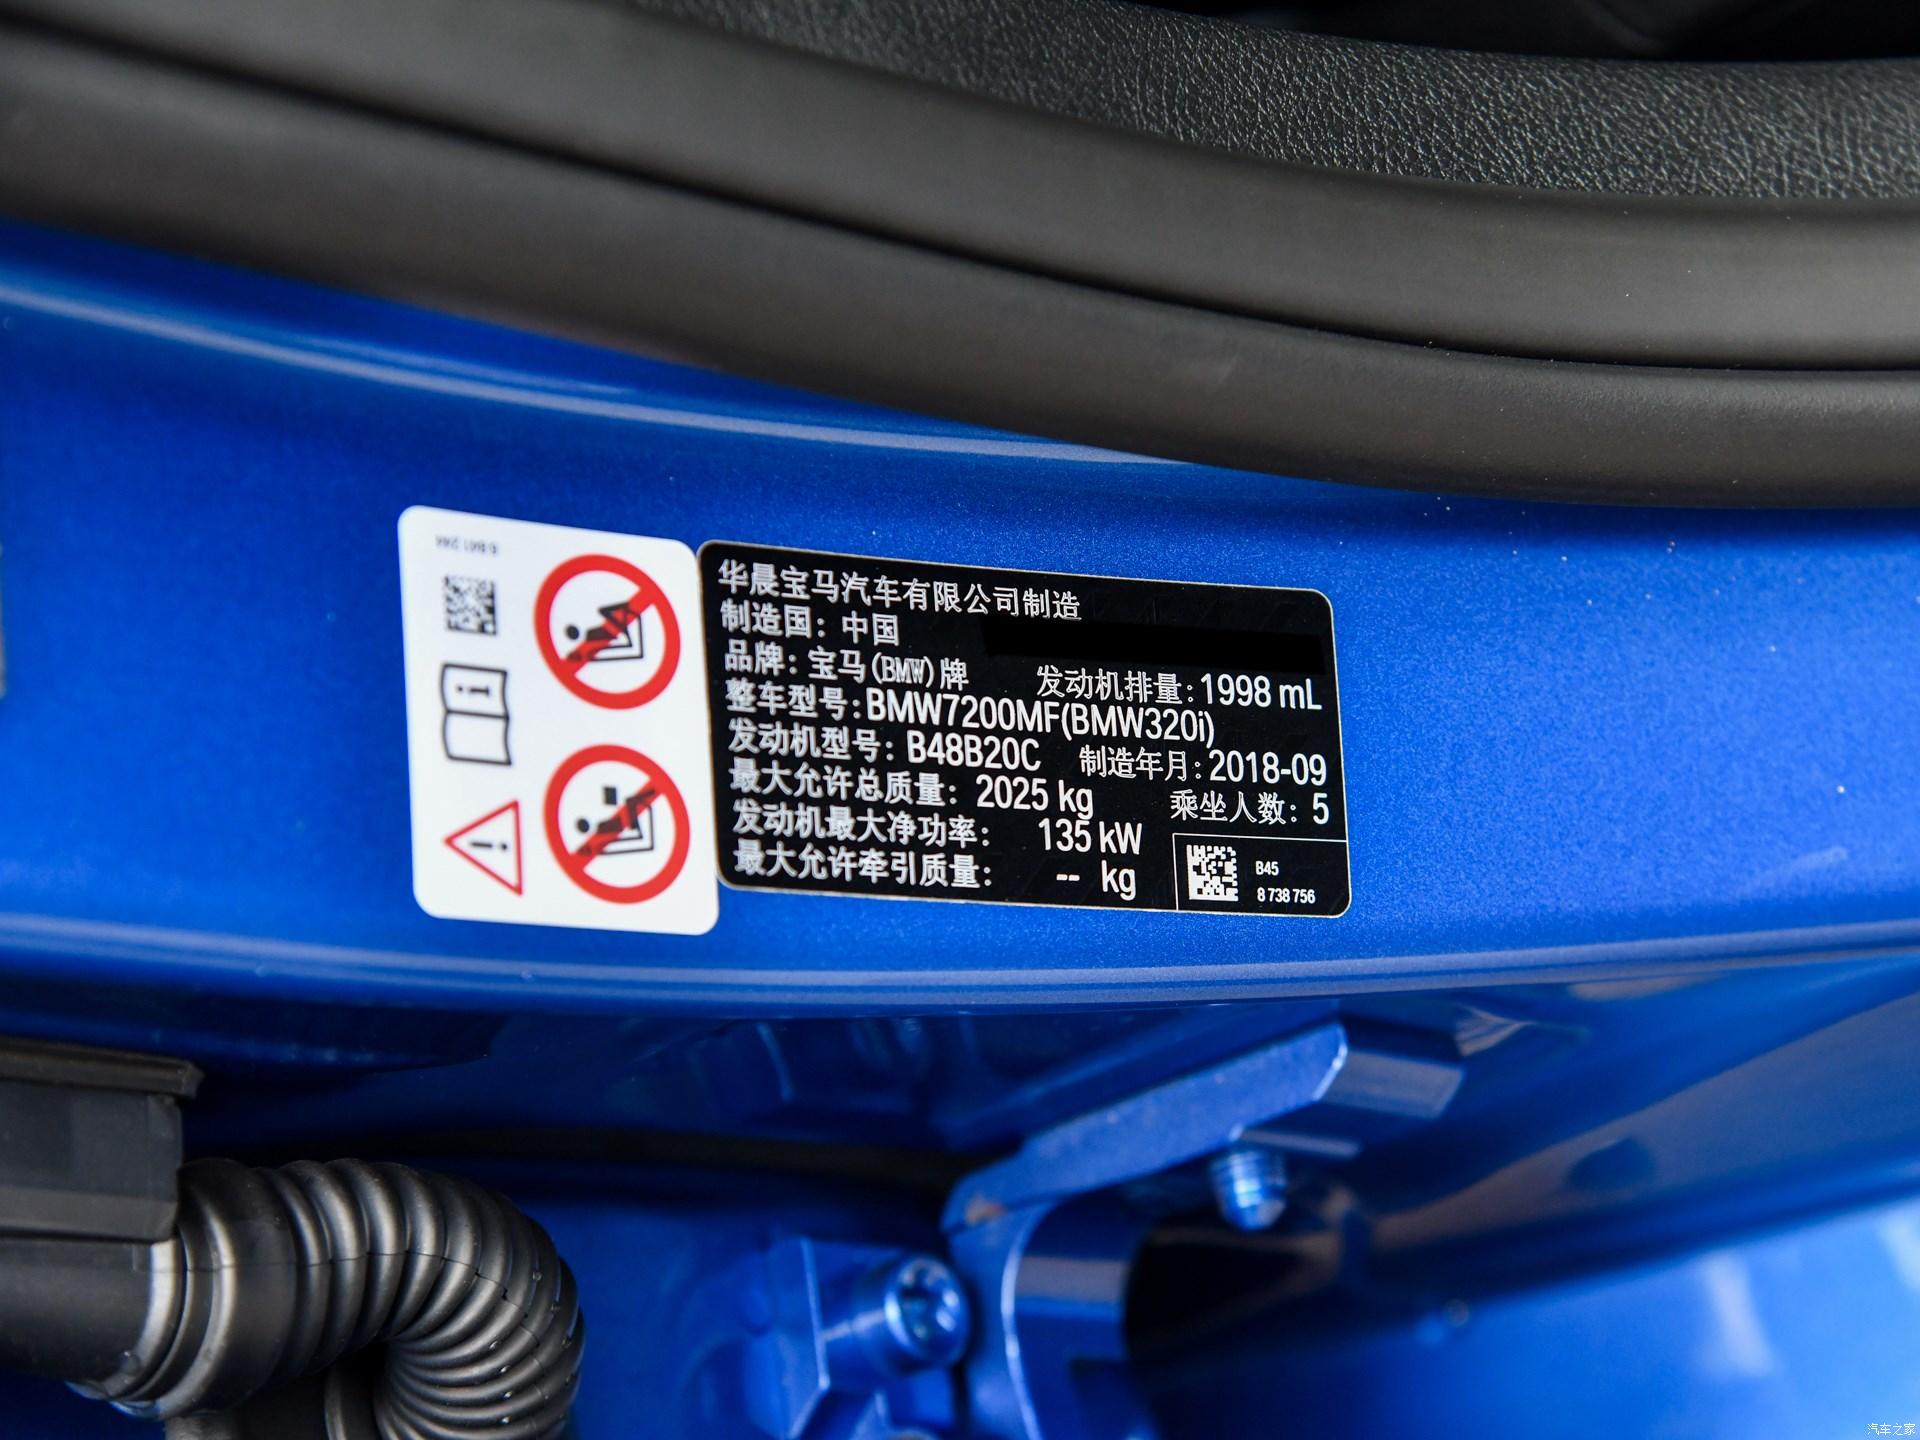 华晨宝马汽车有限公司制造
制造国：中国
品牌：宝马(BMW)牌 发动机排量：1998 mL
整车型号：BMW7200MF(BMW320i)
发动机型号：B48B20C 制造年月：2018-09
最大允许总质量：2025 kg 乘坐人数：5
发动机最大净功率： 135 kW
最大允许牵引质量： -- kg
B45
8 738 756
汽车之家